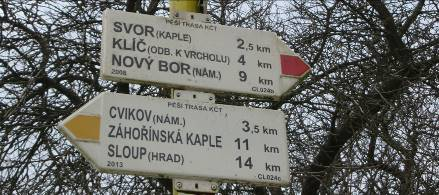 PĚŠÍ TRASA KČT
SVOR (KAPLE) 2,5 km
KLÍČ (ODB. K VRCHOLU) 4 km
NOVÝ BOR (NÁM.) 9 km
2008 CL024b
PĚŠÍ TRASA KČT
CVIKOV (NÁM.) 3,5 km
ZÁHOŘÍNSKÁ KAPLE 11 km
SLOUP (HRAD) 14 km
2013 CL024c